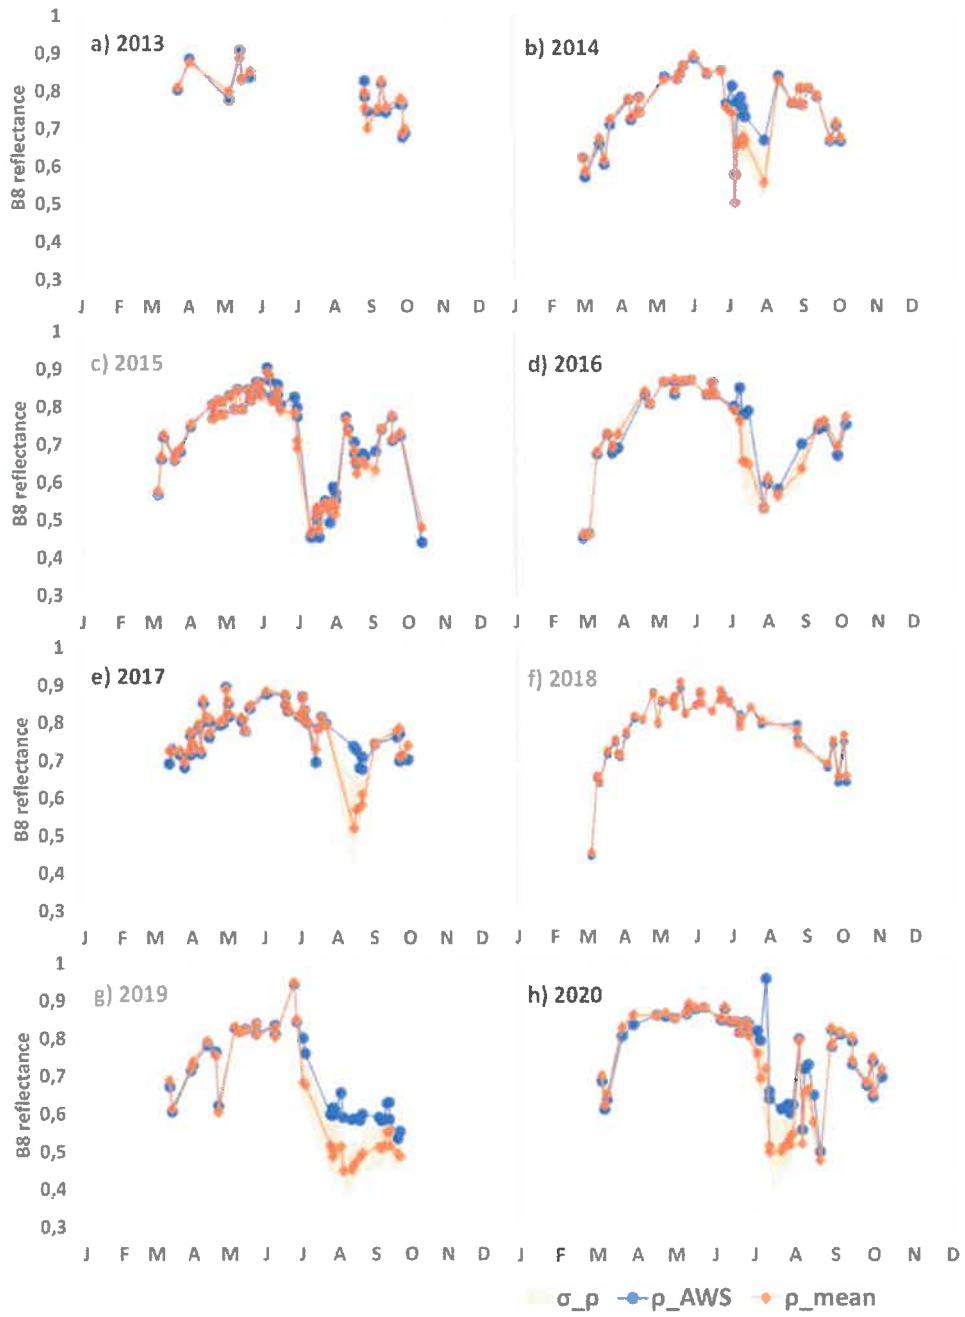 1
0,9
0,8
0,7
0,6
0,5
0,4
0,3
B8 reflectance
a) 2013
J F M A M J J A S O N D
b) 2014
J F M A M J J A S O N D
1
0,9
0,8
0,7
0,6
0,5
0,4
0,3
B8 reflectance
c) 2015
J F M A M J J A S O N D
d) 2016
J F M A M J J A S O N D
1
0,9
0,8
0,7
0,6
0,5
0,4
0,3
B8 reflectance
e) 2017
J F M A M J J A S O N D
f) 2018
J F M A M J J A S O N D
1
0,9
0,8
0,7
0,6
0,5
0,4
0,3
B8 reflectance
g) 2019
J F M A M J J A S O N D
h) 2020
J F M A M J J A S O N D
σ_ρ ρ_AWS ρ_mean